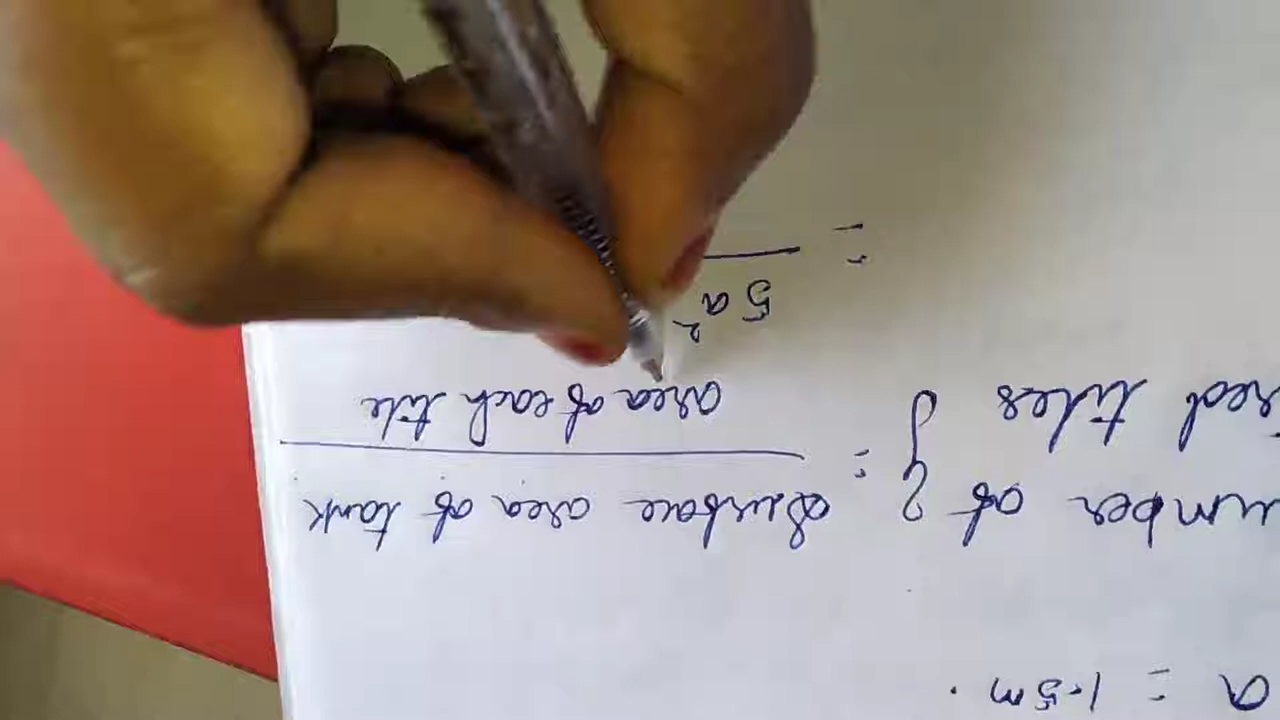 a = 1.5m.
umber of } = Surface area of tank
red tiles area of each tile
= 5a²